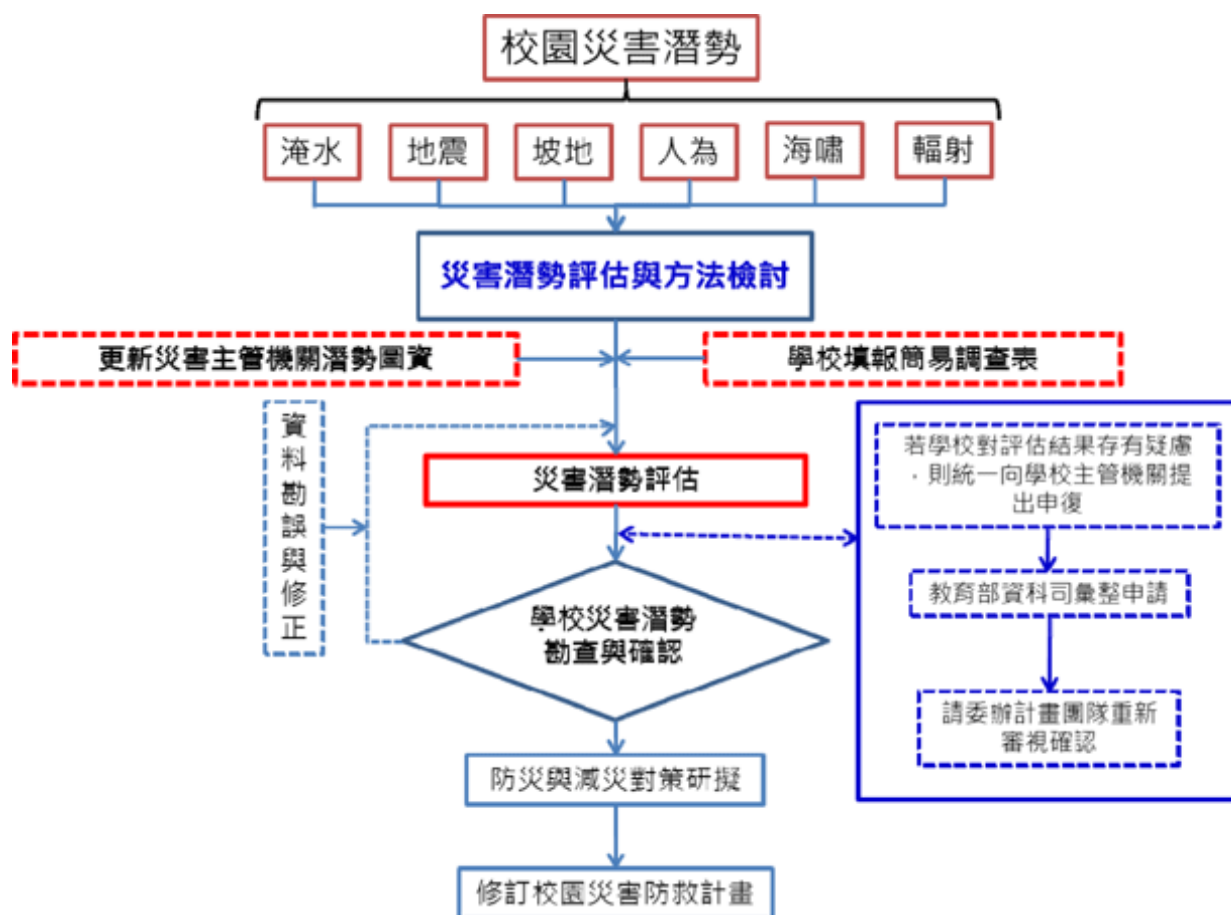 校園災害潛勢
淹水
地震
坡地
人為
海嘯
輻射
災害潛勢評估與方法檢討
更新災害主管機關潛勢圖資
學校填報簡易調查表
資料勘誤與修正
災害潛勢評估
若學校對評估結果存有疑慮
，則統一向學校主管機關提
出申復
教育部資科司彙整申請
請委辦計畫團隊重新
審視確認
學校災害潛勢
勘查與確認
防災與減災對策研擬
修訂校園災害防救計畫